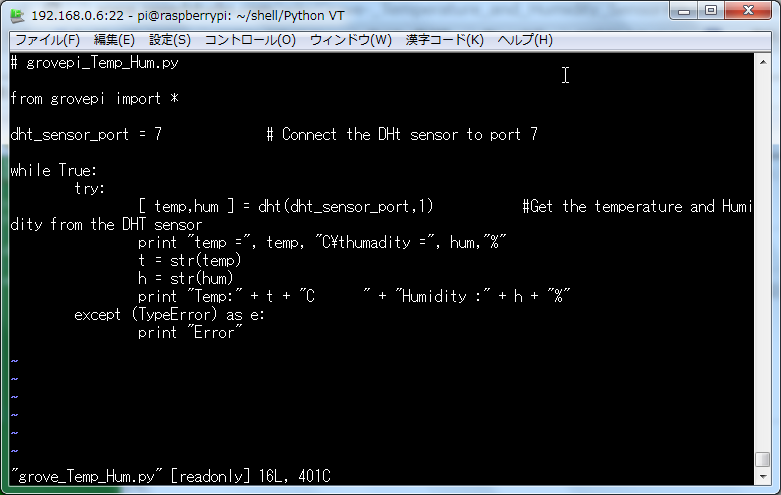 192.168.0.6:22 - pi@raspberrypi: ~/shell/Python VT
ファイル(F) 編集(E) 設定(S) コントロール(O) ウィンドウ(W) 漢字コード(K) ヘルプ(H)
# grovepi_Temp_Hum.py
from grovepi import *
dht_sensor_port = 7 # Connect the DHt sensor to port 7
while True:
try:
[ temp,hum ] = dht(dht_sensor_port,1) #Get the temperature and Humi
dity from the DHT sensor
print "temp =", temp, "C¥thumadity =", hum,"%"
t = str(temp)
h = str(hum)
print "Temp:" + t + "C      " + "Humidity :" + h + "%"
except (TypeError) as e:
print "Error"
~
~
~
~
~
~
"grove_Temp_Hum.py" [readonly] 16L, 401C